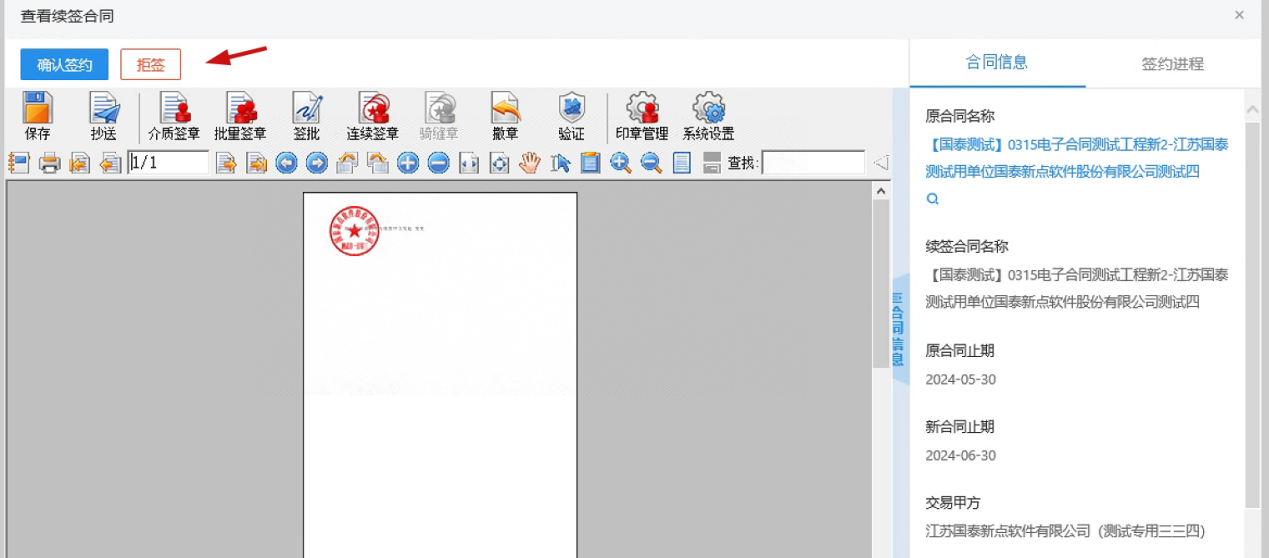 查看续签合同
确认签约
拒签
合同信息
签约进程
保存
抄送
介质签章
批量签章
签批
连续签章
骑缝章
撤章
验证
印章管理
系统设置
1/1
查找:
原合同名称
【国泰测试】0315电子合同测试工程新2-江苏国泰
测试用单位国泰新点软件股份有限公司测试四
续签合同名称
【国泰测试】0315电子合同测试工程新2-江苏国泰
测试用单位国泰新点软件股份有限公司测试四
原合同止期
2024-05-30
新合同止期
2024-06-30
交易甲方
江苏国泰新点软件有限公司（测试专用三三四）
合同信息